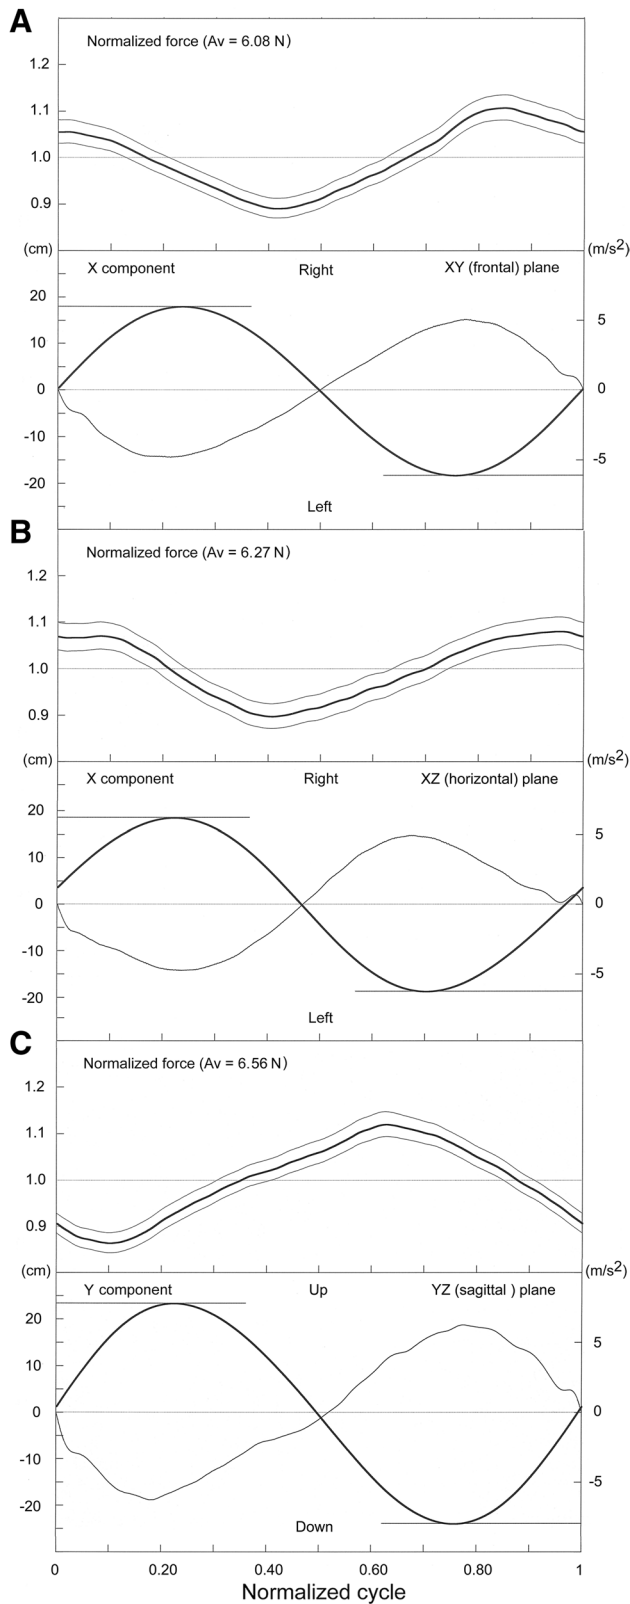 A
Normalized force (Av = 6.08 N)
1.2
1.1
1.0
0.9
(cm) (m/s2)
X component Right XY (frontal) plane
20
5
10
0 0
-10
-5
-20
Left
B
Normalized force (Av = 6.27 N)
1.2
1.1
1.0
0.9
(cm) (m/s2)
X component Right XZ (horizontal) plane
20
5
10
0 0
-10
-5
-20
Left
C
Normalized force (Av = 6.56 N)
1.2
1.1
1.0
0.9
(cm) (m/s2)
Y component Up YZ (sagittal ) plane
20
5
10
0 0
-10
-5
-20
Down
0 0.20 0.40 0.60 0.80 1
Normalized cycle